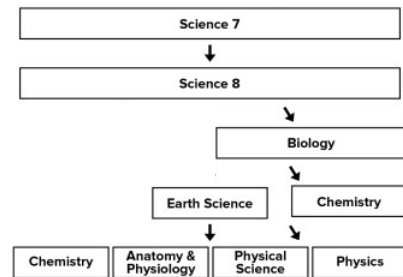 Science 7
Science 8
Biology
Earth Science
Chemistry
Chemistry
Anatomy &
Physiology
Physical
Science
Physics